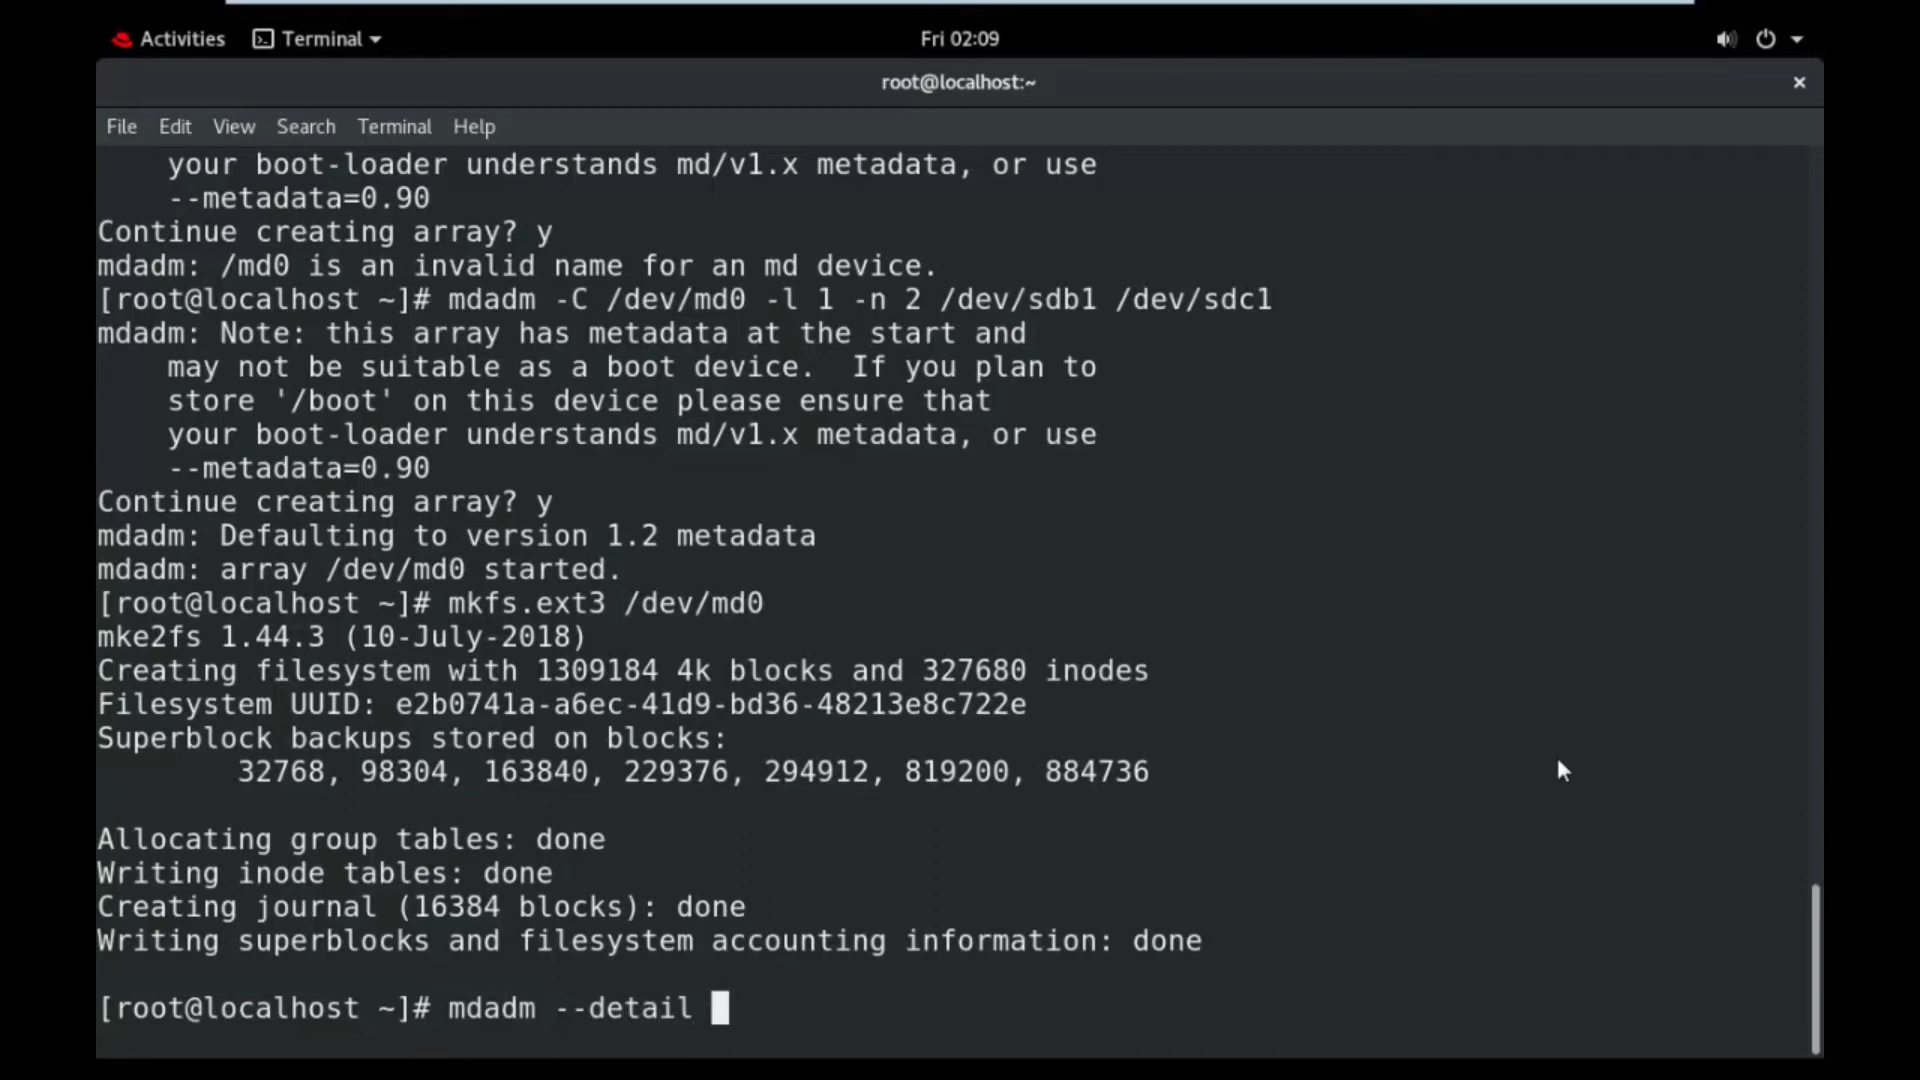 Activities Terminal Fri 02:09
root@localhost:~
File Edit View Search Terminal Help
your boot-loader understands md/v1.x metadata, or use
--metadata=0.90
Continue creating array? y
mdadm: /md0 is an invalid name for an md device.
[root@localhost ~]# mdadm -C /dev/md0 -l 1 -n 2 /dev/sdb1 /dev/sdc1
mdadm: Note: this array has metadata at the start and
may not be suitable as a boot device.  If you plan to
store '/boot' on this device please ensure that
your boot-loader understands md/v1.x metadata, or use
--metadata=0.90
Continue creating array? y
mdadm: Defaulting to version 1.2 metadata
mdadm: array /dev/md0 started.
[root@localhost ~]# mkfs.ext3 /dev/md0
mke2fs 1.44.3 (10-July-2018)
Creating filesystem with 1309184 4k blocks and 327680 inodes
Filesystem UUID: e2b0741a-a6ec-41d9-bd36-48213e8c722e
Superblock backups stored on blocks:
32768, 98304, 163840, 229376, 294912, 819200, 884736
Allocating group tables: done
Writing inode tables: done
Creating journal (16384 blocks): done
Writing superblocks and filesystem accounting information: done
[root@localhost ~]# mdadm --detail